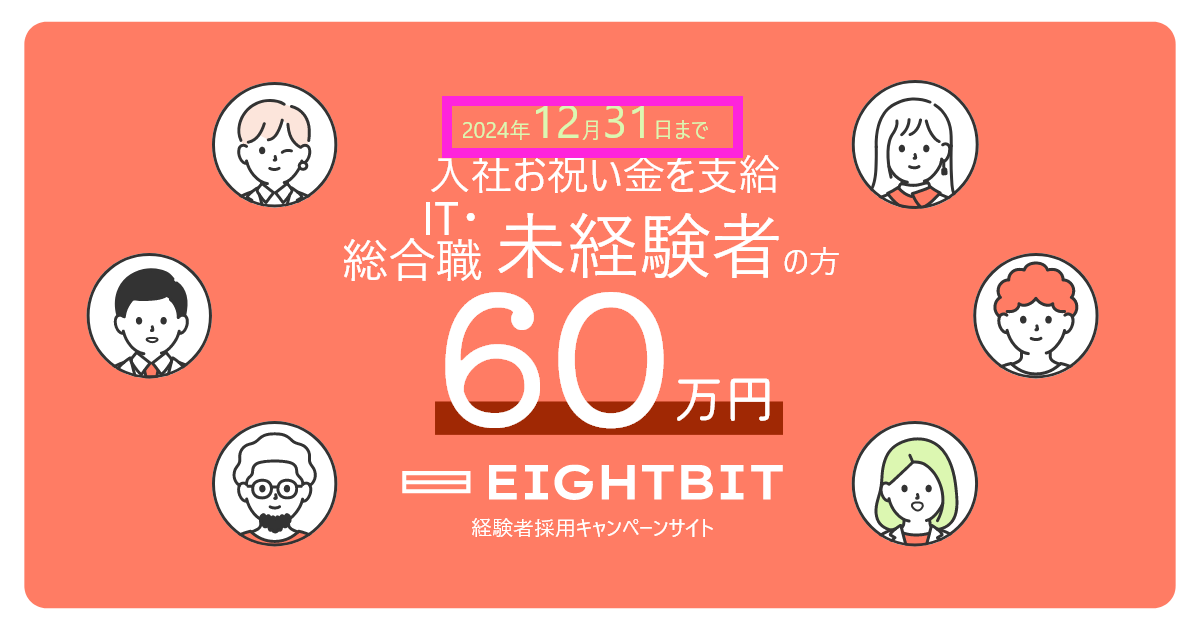 2024年12月31日まで
入社お祝い金を支給
IT・
総合職 未経験者の方
60万円
EIGHTBIT
経験者採用キャンペーンサイト